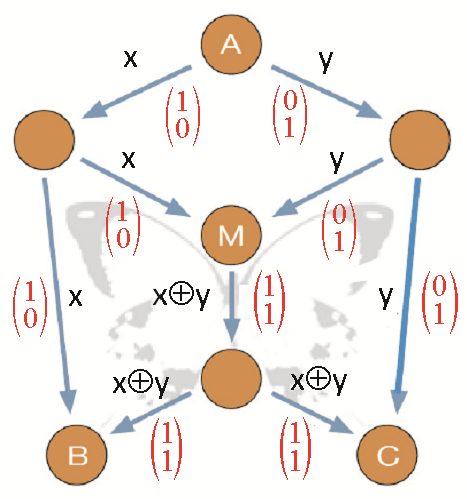 A
x
y
(1 0)
(0 1)
x
y
(1 0)
(0 1)
M
(1 0)
x
x⊕y
(1 1)
y
(0 1)
x⊕y
x⊕y
(1 1)
(1 1)
B
C